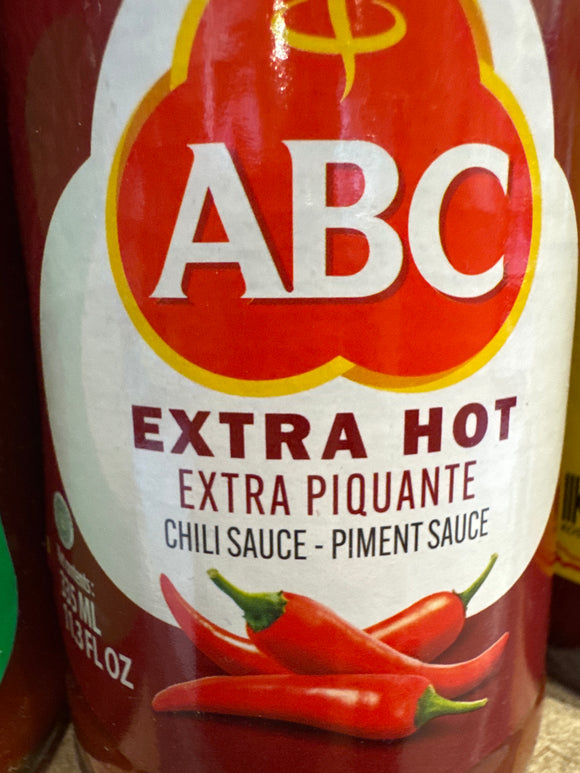 ABC
EXTRA HOT
EXTRA PIQUANTE
CHILI SAUCE - PIMENT SAUCE
335 ML
11.3 FL OZ